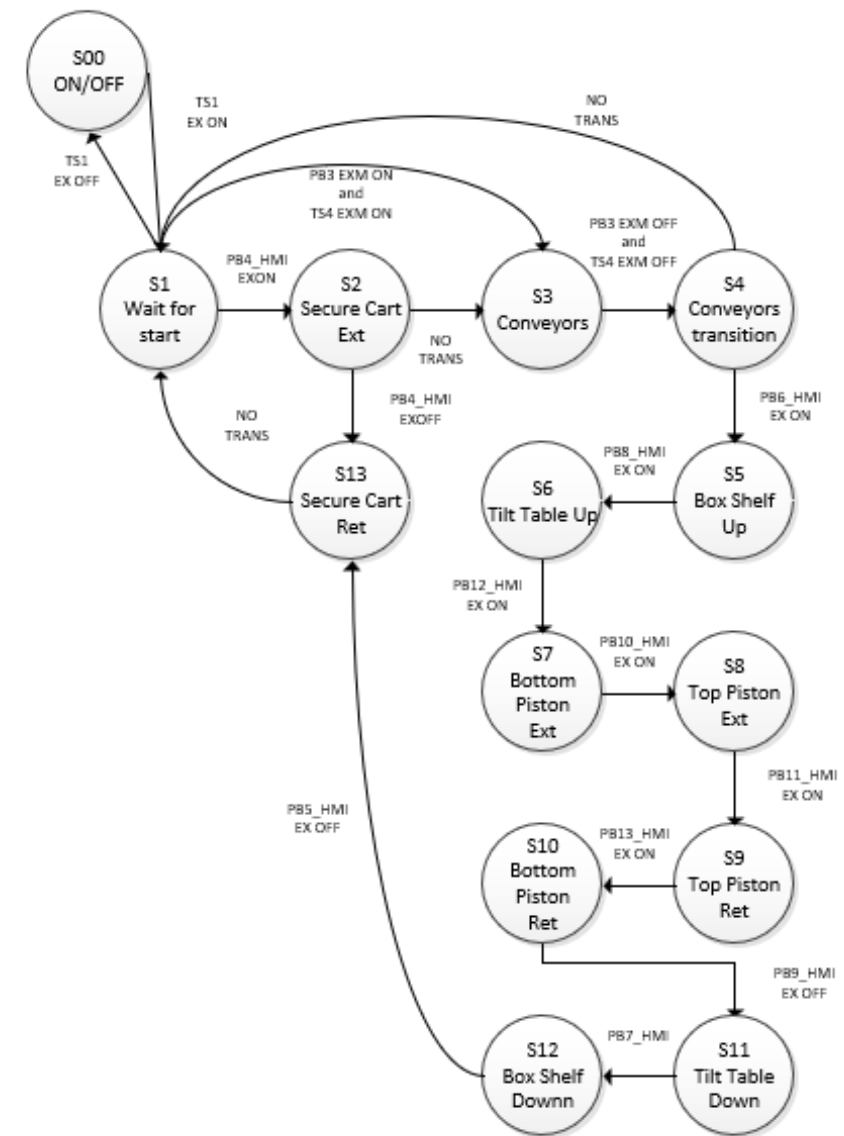 S00
ON/OFF
TS1
EX ON
NO
TRANS
TS1
EX OFF
PB3 EXM ON
and
TS4 EXM ON
PB3 EXM OFF
and
TS4 EXM OFF
PB4_HMI
EXON
S1
Wait for
start
S2
Secure Cart
Ext
S3
Conveyors
S4
Conveyors
transition
NO
TRANS
PB4_HMI
EXOFF
PB6_HMI
EX ON
NO
TRANS
PB8_HMI
EX ON
S13
Secure Cart
Ret
S6
Tilt Table Up
S5
Box Shelf
Up
PB12_HMI
EX ON
PB10_HMI
EX ON
S7
Bottom
Piston
Ext
S8
Top Piston
Ext
PB11_HMI
EX ON
PB5_HMI
EX OFF
PB13_HMI
EX ON
S10
Bottom
Piston
Ret
S9
Top Piston
Ret
PB9_HMI
EX OFF
PB7_HMI
S12
Box Shelf
Downn
S11
Tilt Table
Down